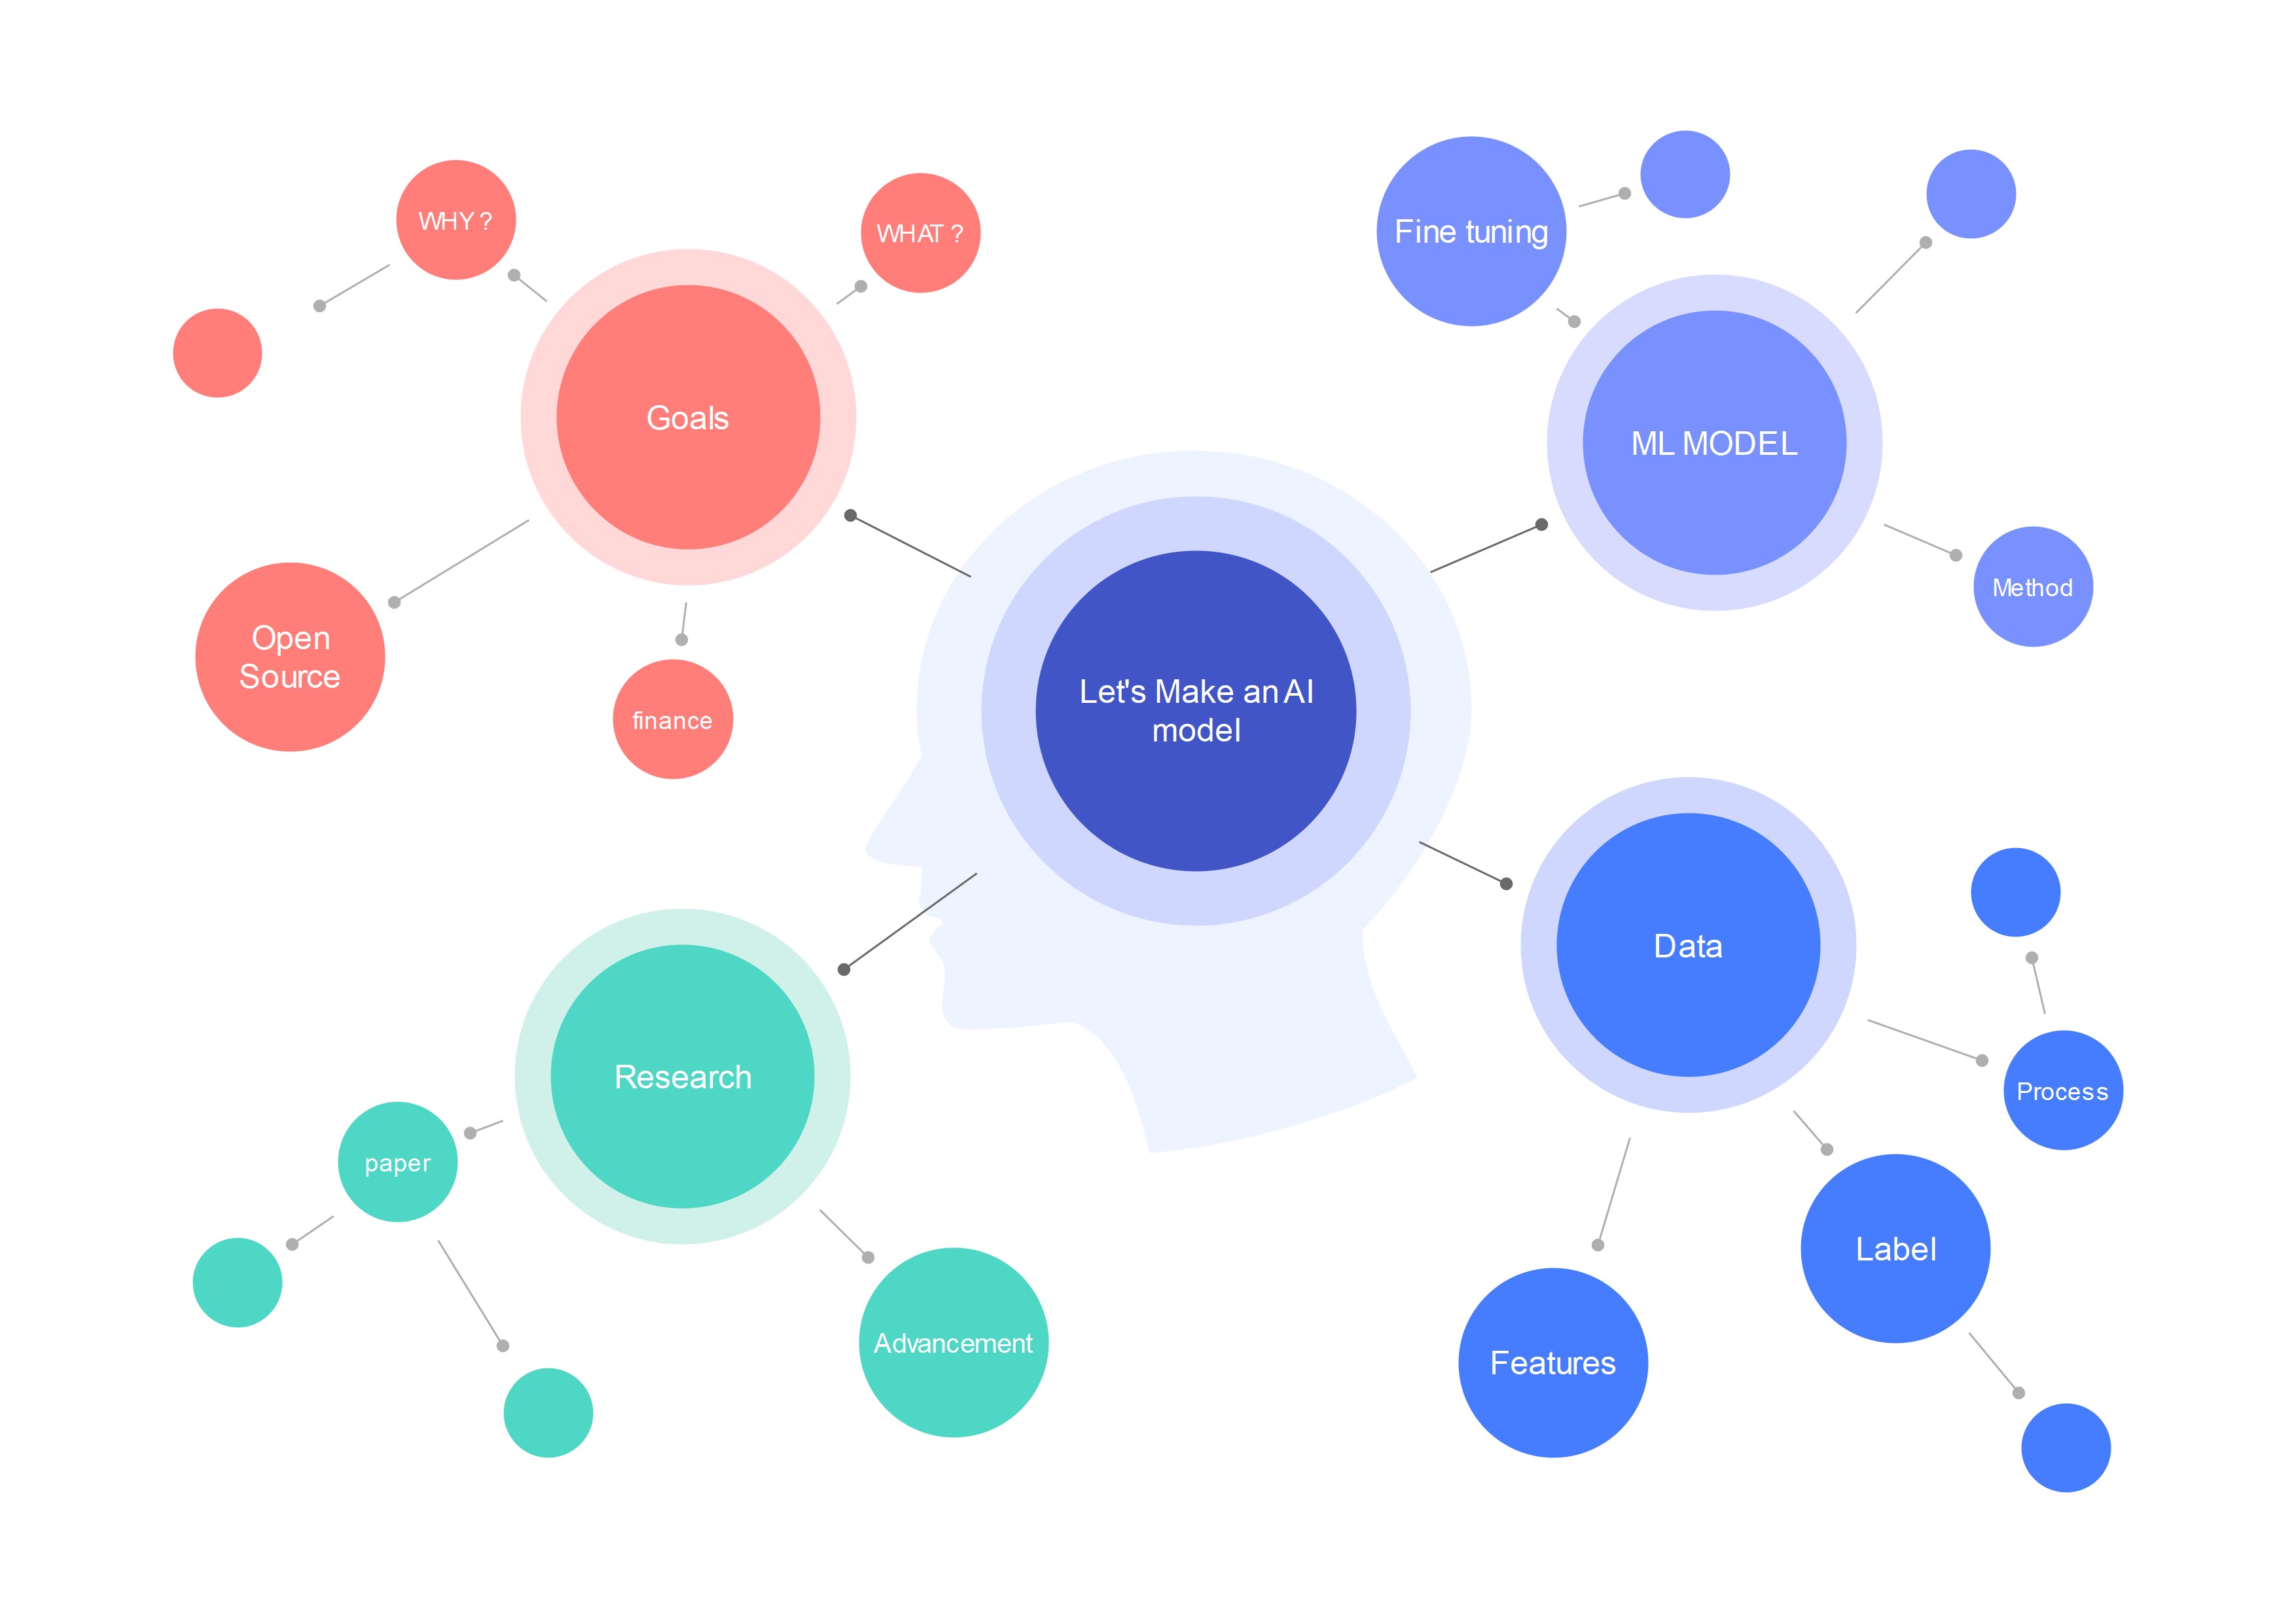 WHY ?
WHAT ?
Goals
Open
Source
finance
Fine tuning
ML MODEL
Method
Let's Make an AI
model
Research
paper
Advancement
Data
Process
Label
Features